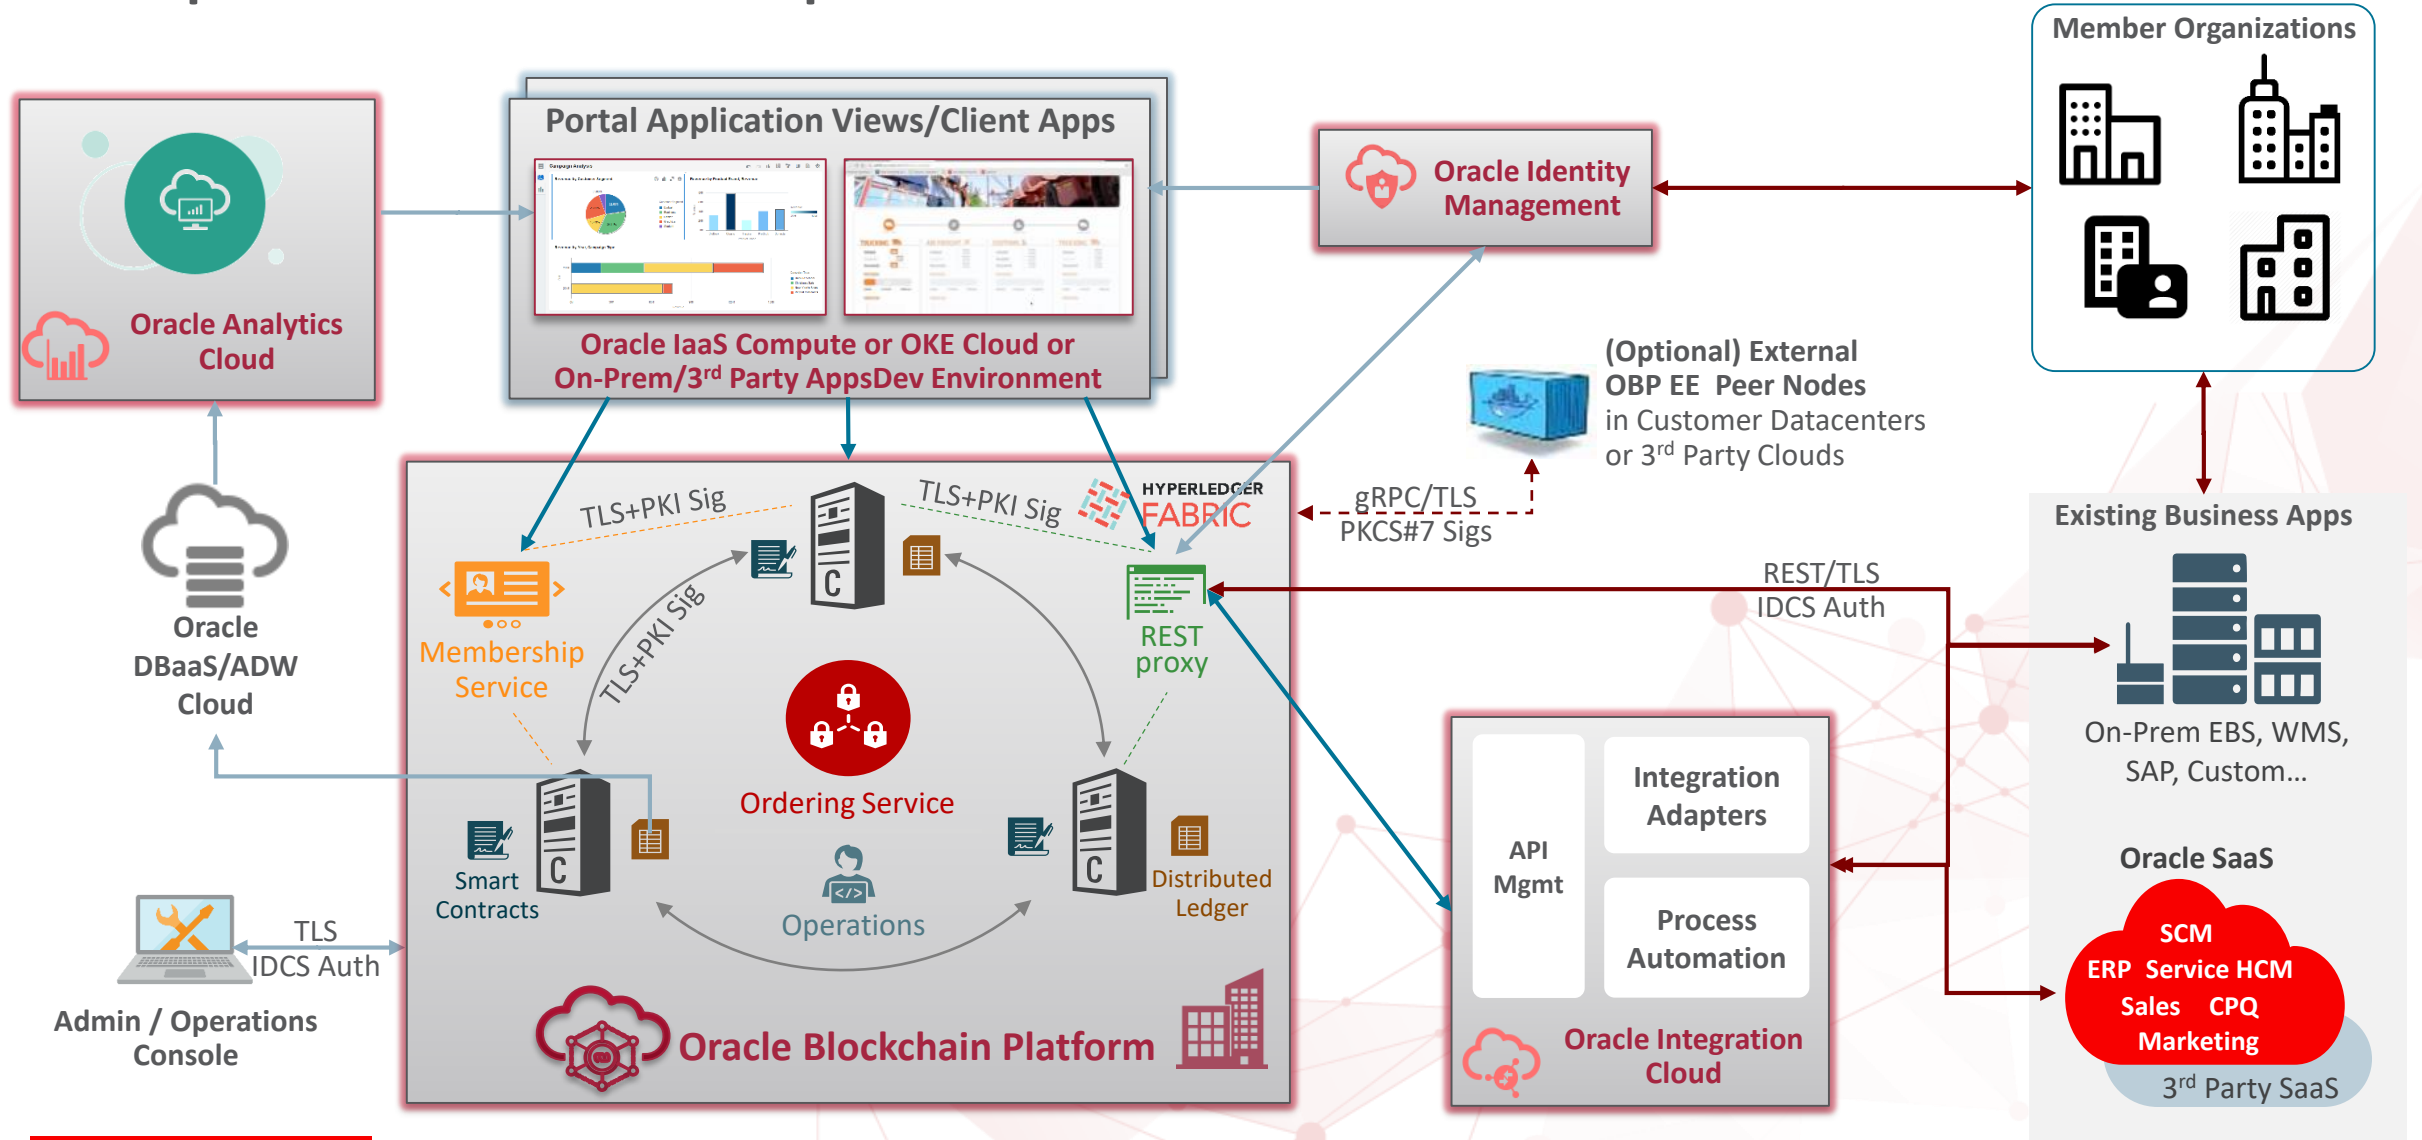 Member Organizations
Portal Application Views/Client Apps
Campaign Analysis
Oracle Identity
Management
Oracle Analytics
Cloud
Oracle IaaS Compute or OKE Cloud or
On-Prem/3rd Party AppsDev Environment
(Optional) External
OBP EE Peer Nodes
in Customer Datacenters
or 3rd Party Clouds
TLS+PKI Sig
TLS+PKI Sig
HYPERLEDGER
FABRIC
gRPC/TLS
PKCS#7 Sigs
Existing Business Apps
REST/TLS
IDCS Auth
C
TLS+PKI Sig
Oracle
DBaaS/ADW
Cloud
Membership
Service
REST
proxy
On-Prem EBS, WMS,
SAP, Custom...
Ordering Service
Integration
Adapters
API
Mgmt
Oracle SaaS
C
C
Smart
Contracts
Distributed
Ledger
Operations
Process
Automation
TLS
IDCS Auth
SCM
ERP Service HCM
Sales CPQ
Marketing
3rd Party SaaS
Admin / Operations
Console
Oracle Blockchain Platform
Oracle Integration
Cloud